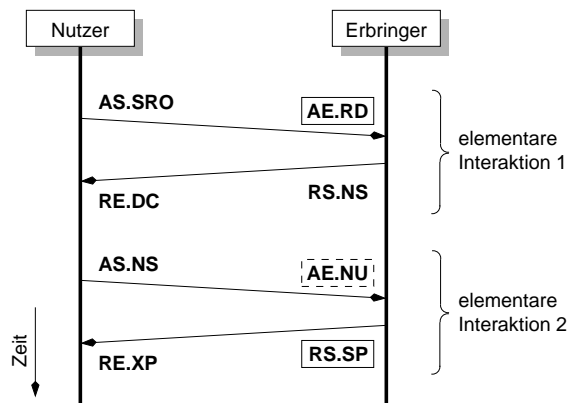 Nutzer
Erbringer
AS.SRO
AE.RD
elementare
Interaktion 1
RE.DC
RS.NS
AS.NS
AE.NU
elementare
Interaktion 2
Zeit
RE.XP
RS.SP